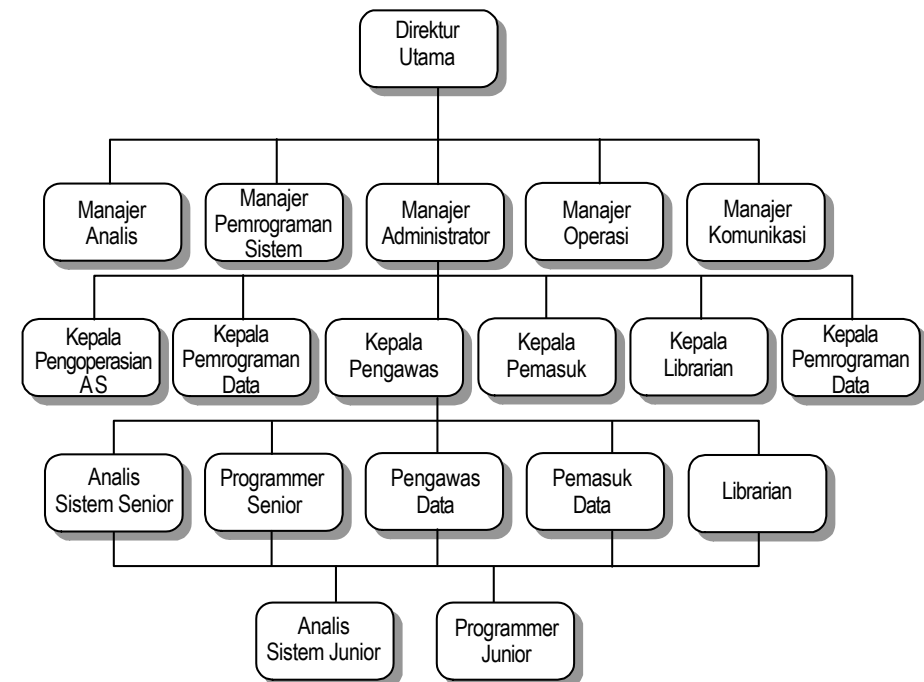 Direktur
Utama
Manajer
Analis
Manajer
Pemrograman
Sistem
Manajer
Administrator
Manajer
Operasi
Manajer
Komunikasi
Kepala
Pengoperasian
AS
Kepala
Pemrograman
Data
Kepala
Pengawas
Kepala
Pemasuk
Kepala
Librarian
Kepala
Pemrograman
Data
Analis
Sistem Senior
Programmer
Senior
Pengawas
Data
Pemasuk
Data
Librarian
Analis
Sistem Junior
Programmer
Junior